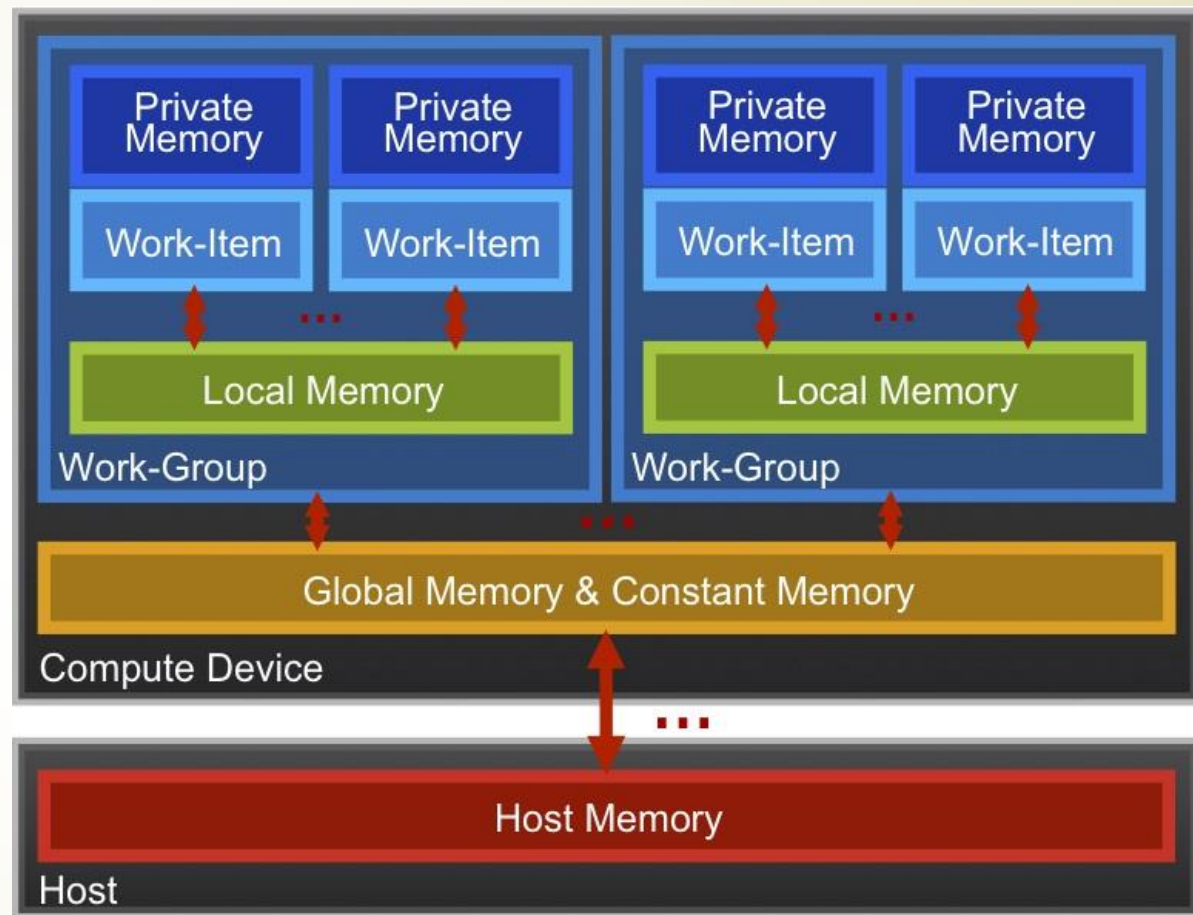 Private
Memory
Private
Memory
Private
Memory
Private
Memory
Work-Item
Work-Item
Work-Item
Work-Item
...
...
Local Memory
Local Memory
Work-Group
Work-Group
...
Global Memory & Constant Memory
Compute Device
...
Host Memory
Host